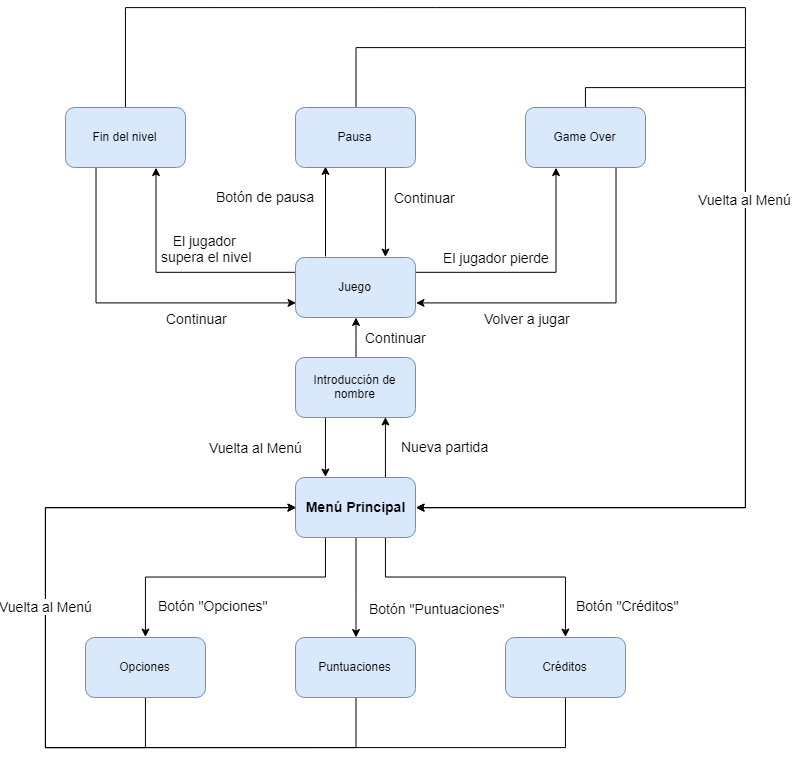 Fin del nivel
Pausa
Game Over
Botón de pausa
Continuar
Vuelta al Menú
El jugador
supera el nivel
El jugador pierde
Juego
Continuar
Volver a jugar
Continuar
Introducción de
nombre
Vuelta al Menú
Nueva partida
Menú Principal
Vuelta al Menú
Botón "Opciones"
Botón "Puntuaciones"
Botón "Créditos"
Opciones
Puntuaciones
Créditos